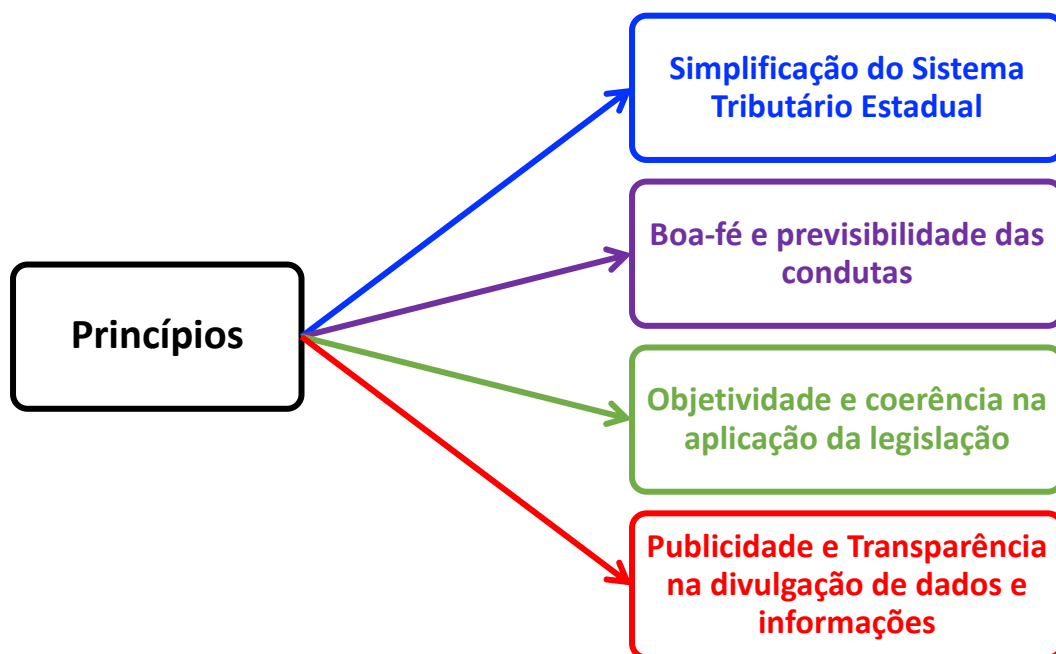 Simplificação do Sistema
Tributário Estadual
Boa-fé e previsibilidade das
condutas
Princípios
Objetividade e coerência na
aplicação da legislação
Publicidade e Transparência
na divulgação de dados e
informações